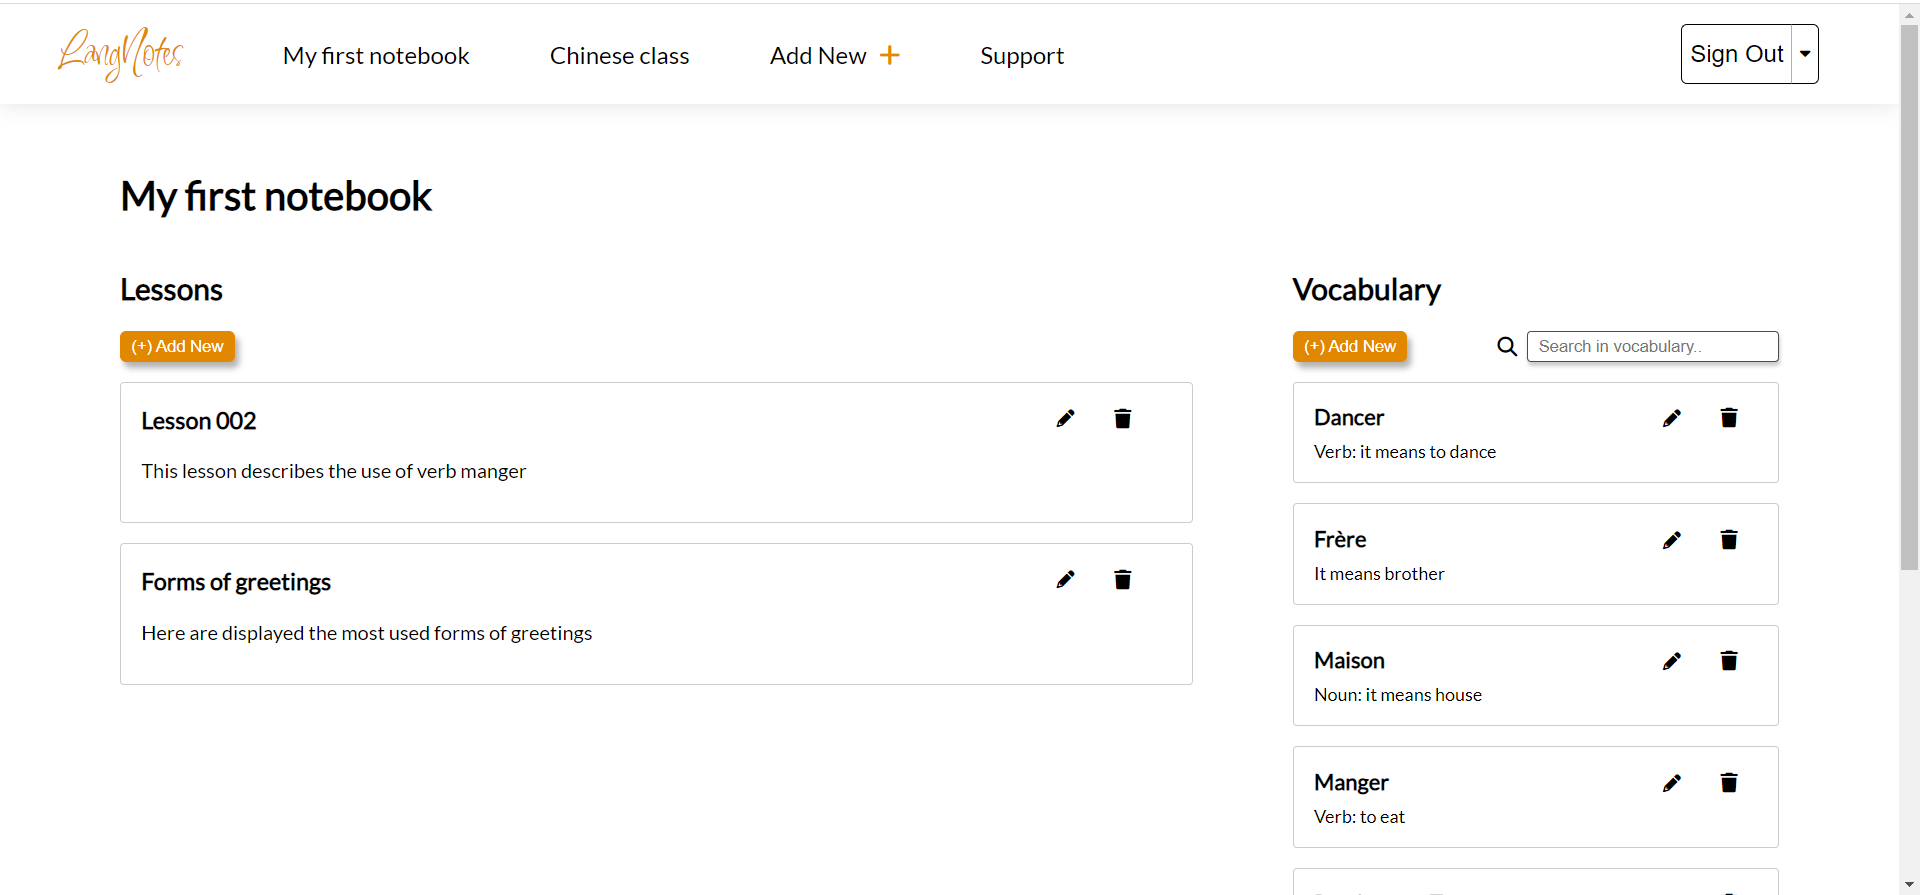 LangNotes
My first notebook
Chinese class
Add New +
Support
Sign Out
My first notebook
Lessons
(+) Add New
Lesson 002
This lesson describes the use of verb manger
Forms of greetings
Here are displayed the most used forms of greetings
Vocabulary
(+) Add New
Search in vocabulary..
Dancer
Verb: it means to dance
Frère
It means brother
Maison
Noun: it means house
Manger
Verb: to eat